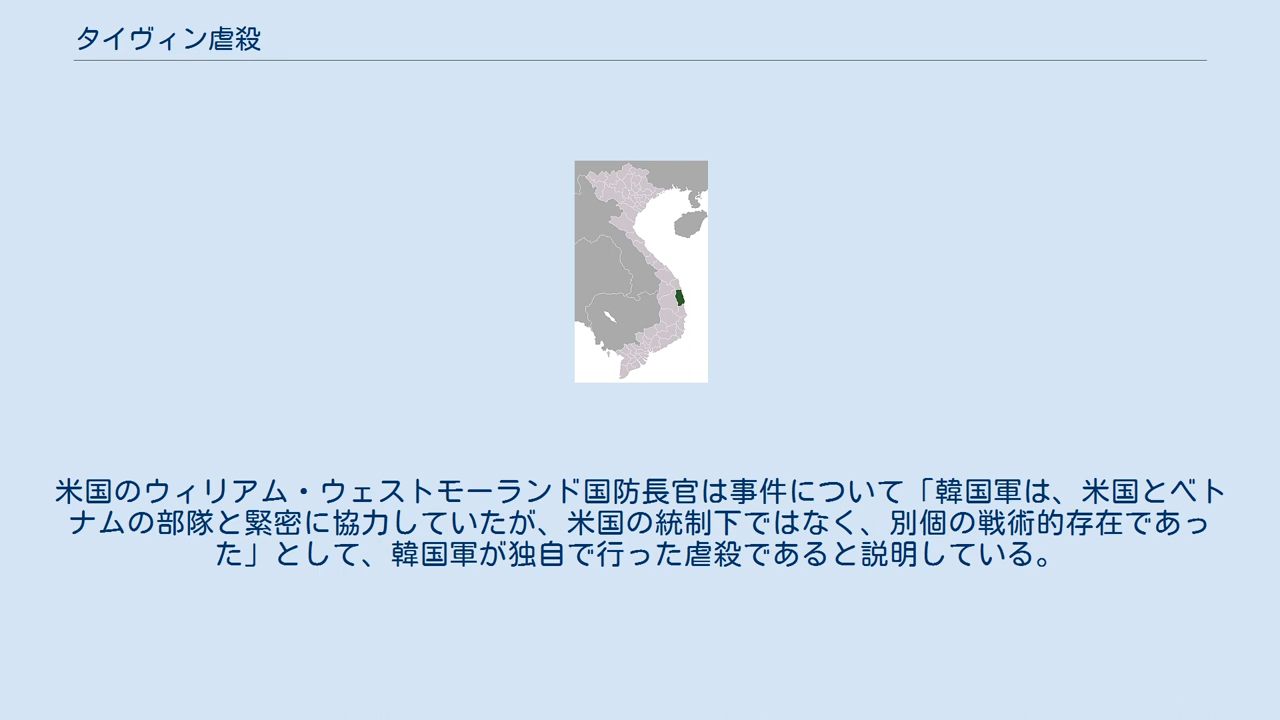 タイヴィン虐殺
米国のウィリアム・ウェストモーランド国防長官は事件について「韓国軍は、米国とベト
ナムの部隊と緊密に協力していたが、米国の統制下ではなく、別個の戦術的存在であっ
た」として、韓国軍が独自で行った虐殺であると説明している。